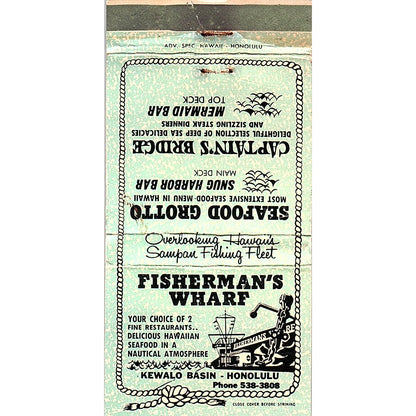 ADV. SPEC. HAWAII - HONOLULU
MERMAID BAR
TOP DECK
CAPTAIN'S BRIDGE
DELIGHTFUL SELECTION OF DEEP SEA DELICACIES
AND SIZZLING STEAK DINNERS
SNUG HARBOR BAR
MAIN DECK
SEAFOOD GROTTO
MOST EXTENSIVE SEAFOOD MENU IN HAWAII
Overlooking Hawaii's
Sampan Fishing Fleet
FISHERMAN'S
WHARF
YOUR CHOICE OF 2
FINE RESTAURANTS..
DELICIOUS HAWAIIAN
SEAFOOD IN A
NAUTICAL ATMOSPHERE
KEWALO BASIN - HONOLULU
Phone 538-3808
CLOSE COVER BEFORE STRIKING